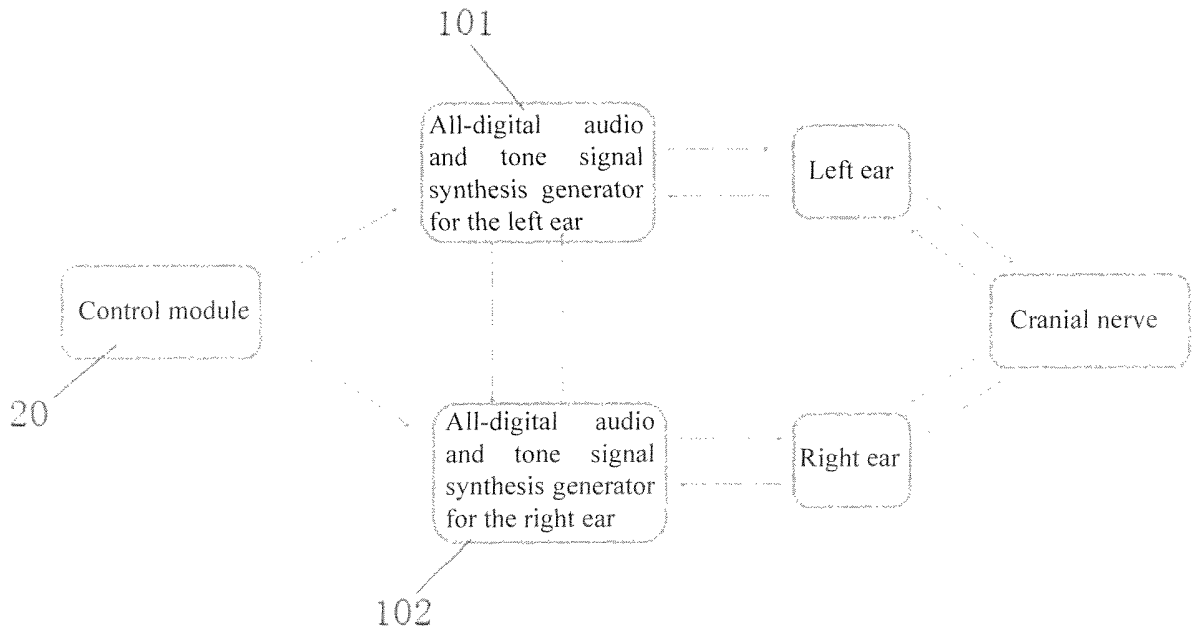 101
All-digital audio
and tone signal
synthesis generator
for the left ear
Left ear
Control module
Cranial nerve
20
All-digital audio
and tone signal
synthesis generator
for the right ear
Right ear
102